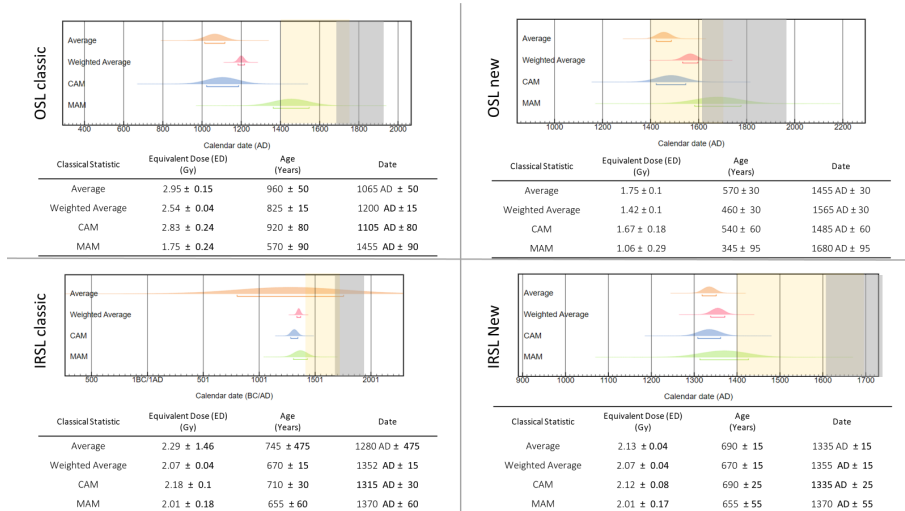 OSL classic
Average
Weighted Average
CAM
MAM
400 600 800 1000 1200 1400 1600 1800 2000
Calendar date (AD)
Classical Statistic Equivalent Dose (ED) (Gy) Age (Years) Date
Average 2.95 ± 0.15 960 ± 50 1065 AD ± 50
Weighted Average 2.54 ± 0.04 825 ± 15 1200 AD ± 15
CAM 2.83 ± 0.24 920 ± 80 1105 AD ± 80
MAM 1.75 ± 0.24 570 ± 90 1455 AD ± 90
OSL new
Average
Weighted Average
CAM
MAM
1000 1200 1400 1600 1800 2000 2200
Calendar date (AD)
Classical Statistic Equivalent Dose (ED) (Gy) Age (Years) Date
Average 1.75 ± 0.1 570 ± 30 1455 AD ± 30
Weighted Average 1.42 ± 0.1 460 ± 30 1565 AD ± 30
CAM 1.67 ± 0.18 540 ± 60 1485 AD ± 60
MAM 1.06 ± 0.29 345 ± 95 1680 AD ± 95
IRSL classic
Average
Weighted Average
CAM
MAM
500 1BC/1AD 501 1001 1501 2001
Calendar date (BC/AD)
Classical Statistic Equivalent Dose (ED) (Gy) Age (Years) Date
Average 2.29 ± 1.46 745 ± 475 1280 AD ± 475
Weighted Average 2.07 ± 0.04 670 ± 15 1352 AD ± 15
CAM 2.18 ± 0.1 710 ± 30 1315 AD ± 30
MAM 2.01 ± 0.18 655 ± 60 1370 AD ± 60
IRSL New
Average
Weighted Average
CAM
MAM
900 1000 1100 1200 1300 1400 1500 1600 1700
Calendar date (AD)
Classical Statistic Equivalent Dose (ED) (Gy) Age (Years) Date
Average 2.13 ± 0.04 690 ± 15 1335 AD ± 15
Weighted Average 2.07 ± 0.04 670 ± 15 1355 AD ± 15
CAM 2.12 ± 0.08 690 ± 25 1335 AD ± 25
MAM 2.01 ± 0.17 655 ± 55 1370 AD ± 55